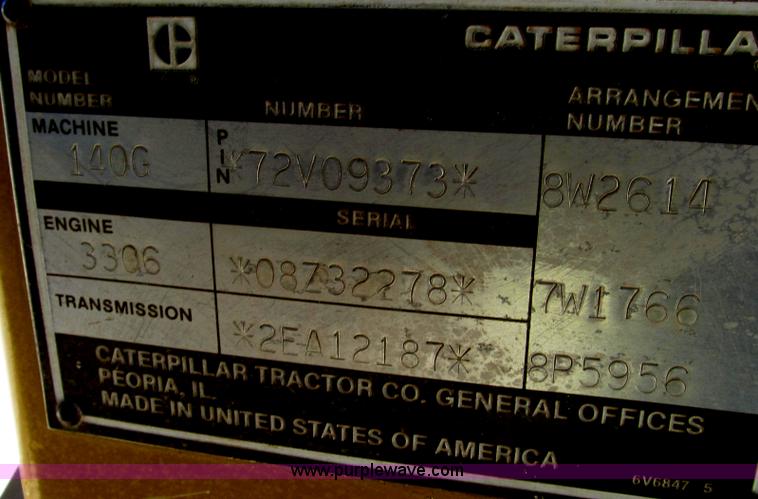 C
CATERPILLA
MODEL
NUMBER
NUMBER
ARRANGEMEN
NUMBER
MACHINE
140G
PIN
*72V09373*
8W2614
SERIAL
ENGINE
3306
*08Z32278*
7W1766
TRANSMISSION
*2EA12187*
8P5956
CATERPILLAR TRACTOR CO. GENERAL OFFICES
PEORIA, IL.
MADE IN UNITED STATES OF AMERICA
www.purplewave.com
6V6847 5